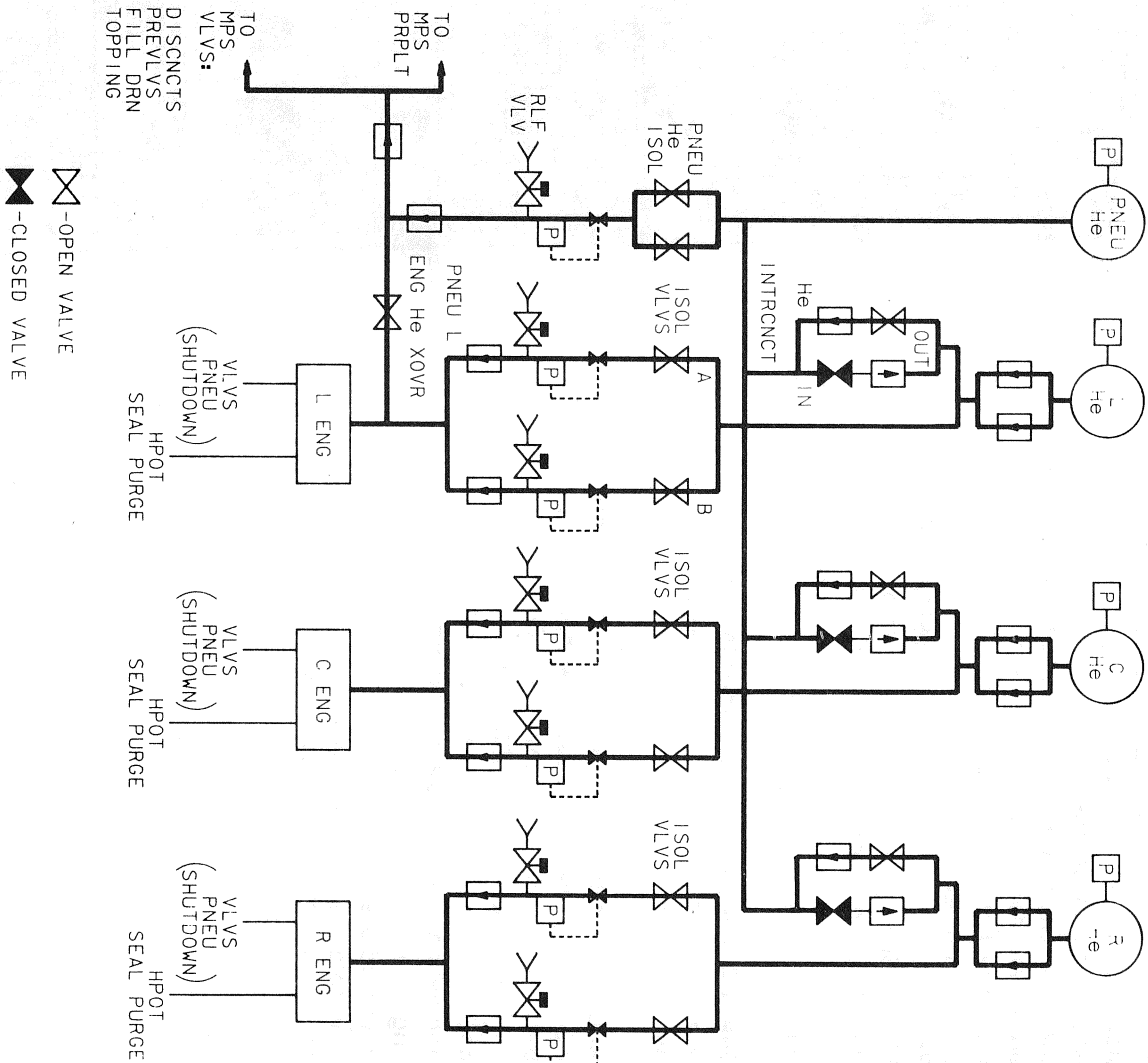 P
PNEU
He
P
L
He
P
C
He
P
R
He
OUT
IN
He
INTRCNCT
PNEU
He
ISOL
ISOL
VLVS
A
B
ISOL
VLVS
ISOL
VLVS
RLF
VLV
P
P
P
P
P
P
P
PNEU L
ENG He XOVR
TO
MPS
PRPLT
TO
MPS
VLVS:
DISCNCTS
PREVLVS
FILL DRN
TOPPING
L ENG
C ENG
R ENG
VLVS
PNEU
(SHUTDOWN)
HPOT
SEAL PURGE
VLVS
PNEU
(SHUTDOWN)
HPOT
SEAL PURGE
VLVS
PNEU
(SHUTDOWN)
HPOT
SEAL PURGE
-OPEN VALVE
-CLOSED VALVE